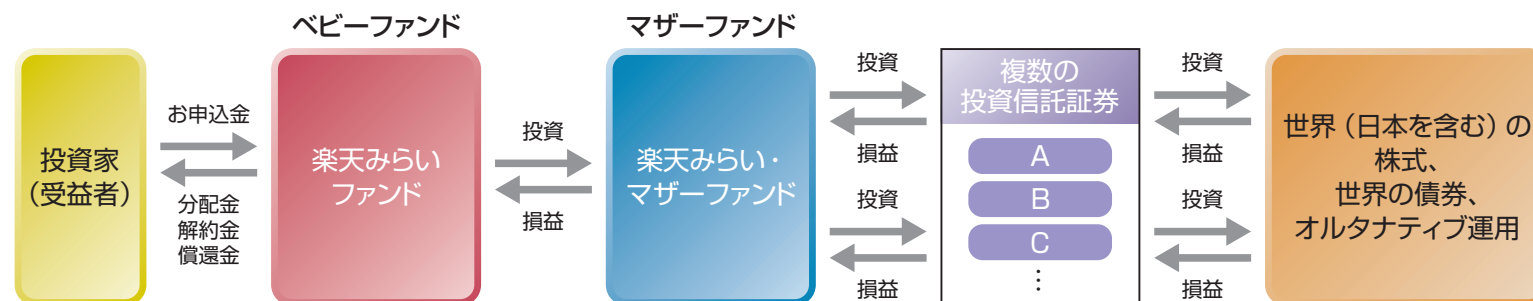 ベビーファンド
マザーファンド
投資家
（受益者）
お申込金
分配金
解約金
償還金
楽天みらい
ファンド
投資
損益
楽天みらい・
マザーファンド
投資
損益
投資
損益
複数の
投資信託証券
A
B
C
⋮
投資
損益
投資
損益
世界（日本を含む）の
株式、
世界の債券、
オルタナティブ運用